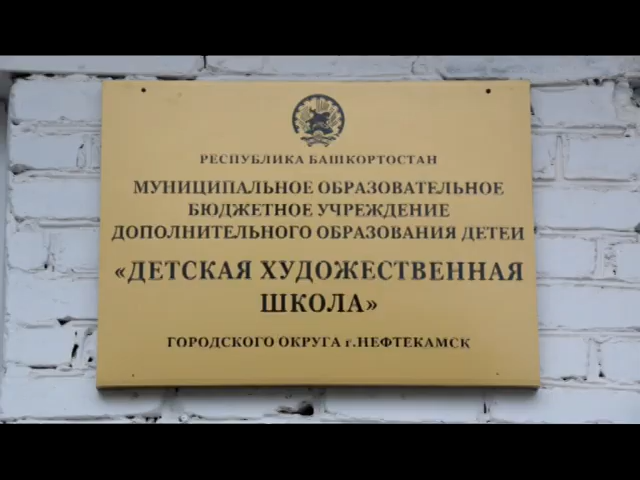 РЕСПУБЛИКА БАШКОРТОСТАН
МУНИЦИПАЛЬНОЕ ОБРАЗОВАТЕЛЬНОЕ
БЮДЖЕТНОЕ УЧРЕЖДЕНИЕ
ДОПОЛНИТЕЛЬНОГО ОБРАЗОВАНИЯ ДЕТЕЙ
«ДЕТСКАЯ ХУДОЖЕСТВЕННАЯ
ШКОЛА»
ГОРОДСКОГО ОКРУГА г.НЕФТЕКАМСК